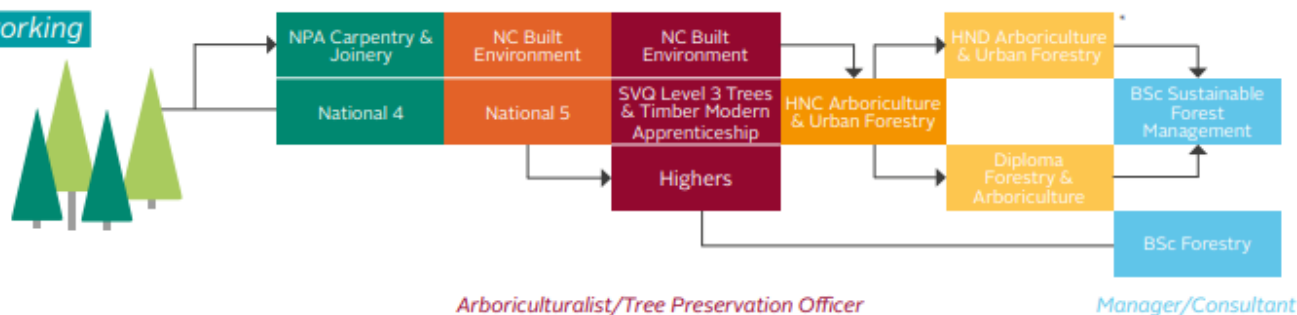 NPA Carpentry &
Joinery
NC Built
Environment
NC Built
Environment
HND Arboriculture
& Urban Forestry
*
National 4
National 5
SVQ Level 3 Trees
& Timber Modern
Apprenticeship
HNC Arboriculture
& Urban Forestry
BSc Sustainable
Forest
Management
Highers
Diploma
Forestry &
Arboriculture
BSc Forestry
Arboriculturalist/Tree Preservation Officer
Manager/Consultant